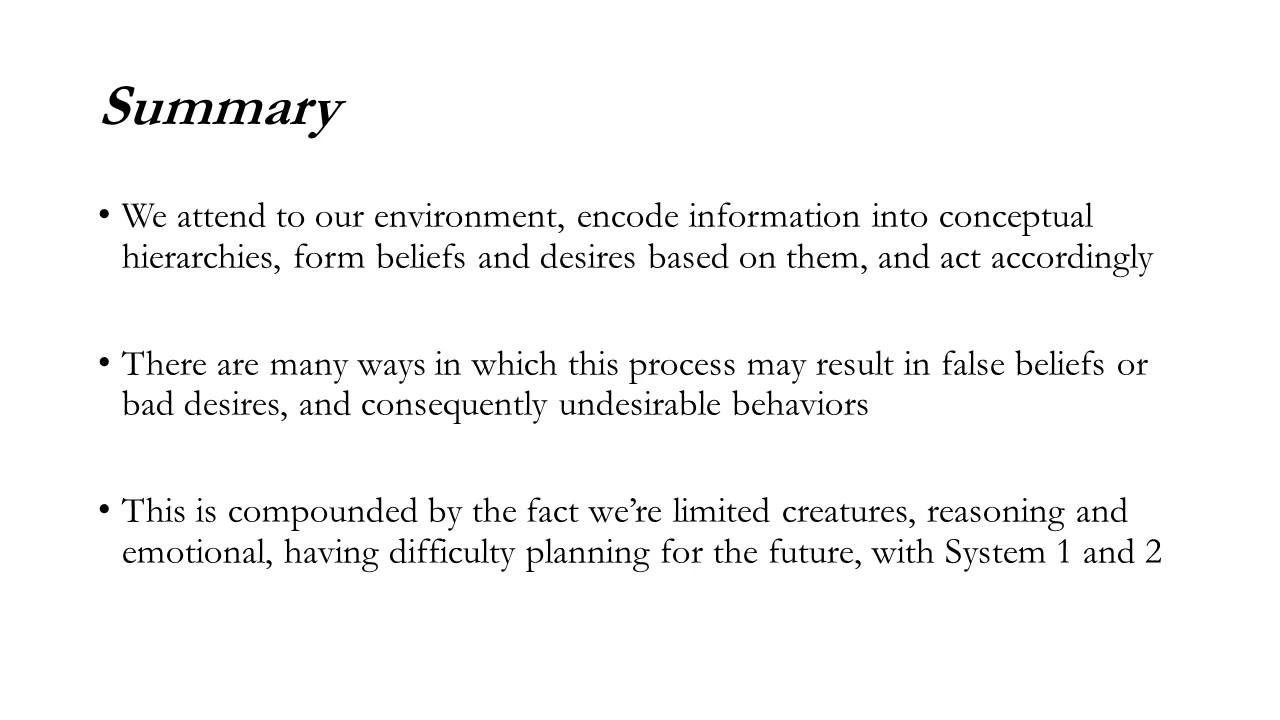 Summary
• We attend to our environment, encode information into conceptual
hierarchies, form beliefs and desires based on them, and act accordingly
• There are many ways in which this process may result in false beliefs or
bad desires, and consequently undesirable behaviors
• This is compounded by the fact we’re limited creatures, reasoning and
emotional, having difficulty planning for the future, with System 1 and 2